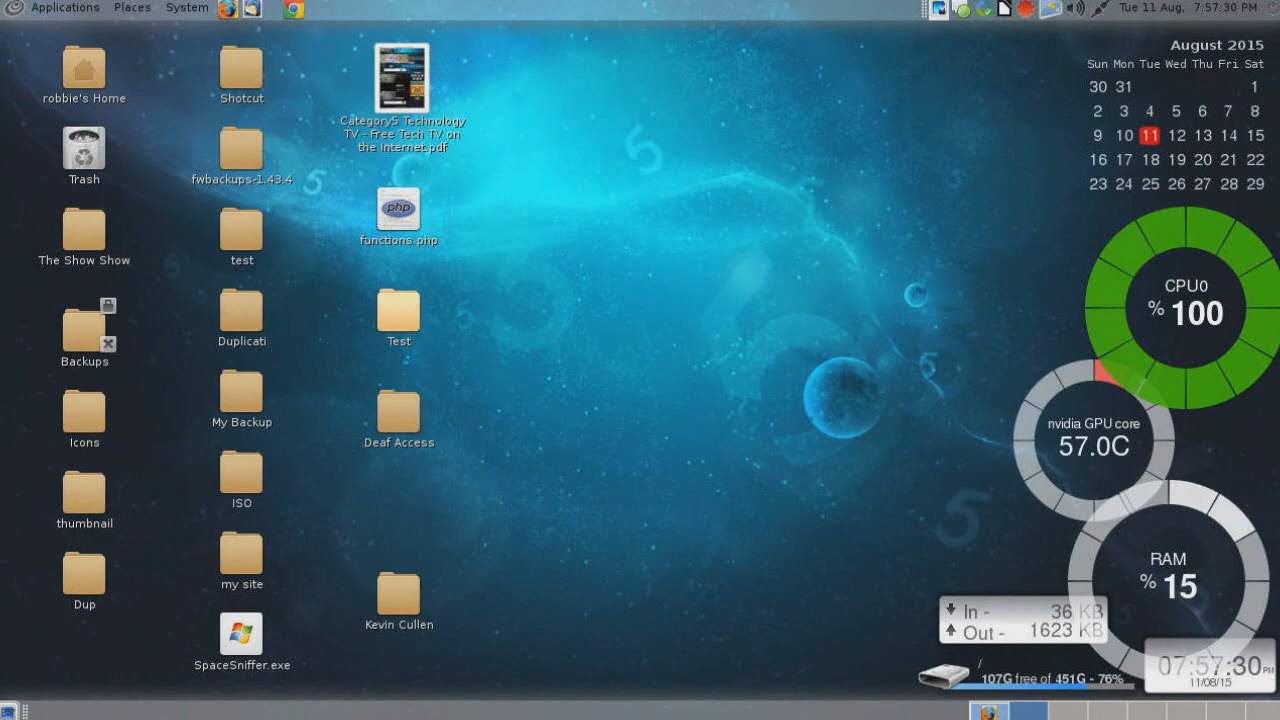 Applications Places System
Tue 11 Aug, 7:57:30 PM
robbie's Home
Trash
The Show Show
Backups
Icons
thumbnail
Dup
Shotcut
fwbackups-1.43.4
test
Duplicati
My Backup
ISO
my site
SpaceSniffer.exe
Category5 Technology
TV - Free Tech TV on
the Internet.pdf
php
functions.php
Test
Deaf Access
Kevin Cullen
5
5
6
5
5
August 2015
Sun Mon Tue Wed Thu Fri Sat
30 31 1
2 3 4 5 6 7 8
9 10 11 12 13 14 15
16 17 18 19 20 21 22
23 24 25 26 27 28 29
CPU0
% 100
nvidia GPU core
57.0C
RAM
% 15
In - 36 KB
Out - 1623 KB
/
107G free of 451G - 76%
07:57:30 PM
11/08/15